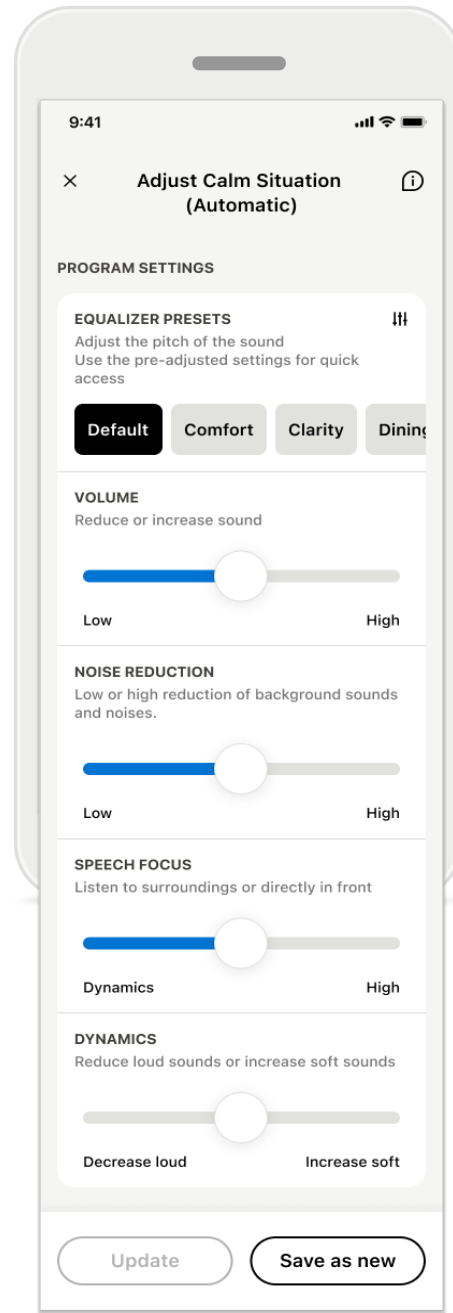 9:41
Adjust Calm Situation
(Automatic)
PROGRAM SETTINGS
EQUALIZER PRESETS
Adjust the pitch of the sound
Use the pre-adjusted settings for quick
access
Default Comfort Clarity Dining
VOLUME
Reduce or increase sound
Low High
NOISE REDUCTION
Low or high reduction of background sounds
and noises.
Low High
SPEECH FOCUS
Listen to surroundings or directly in front
Dynamics High
DYNAMICS
Reduce loud sounds or increase soft sounds
Decrease loud Increase soft
Update Save as new